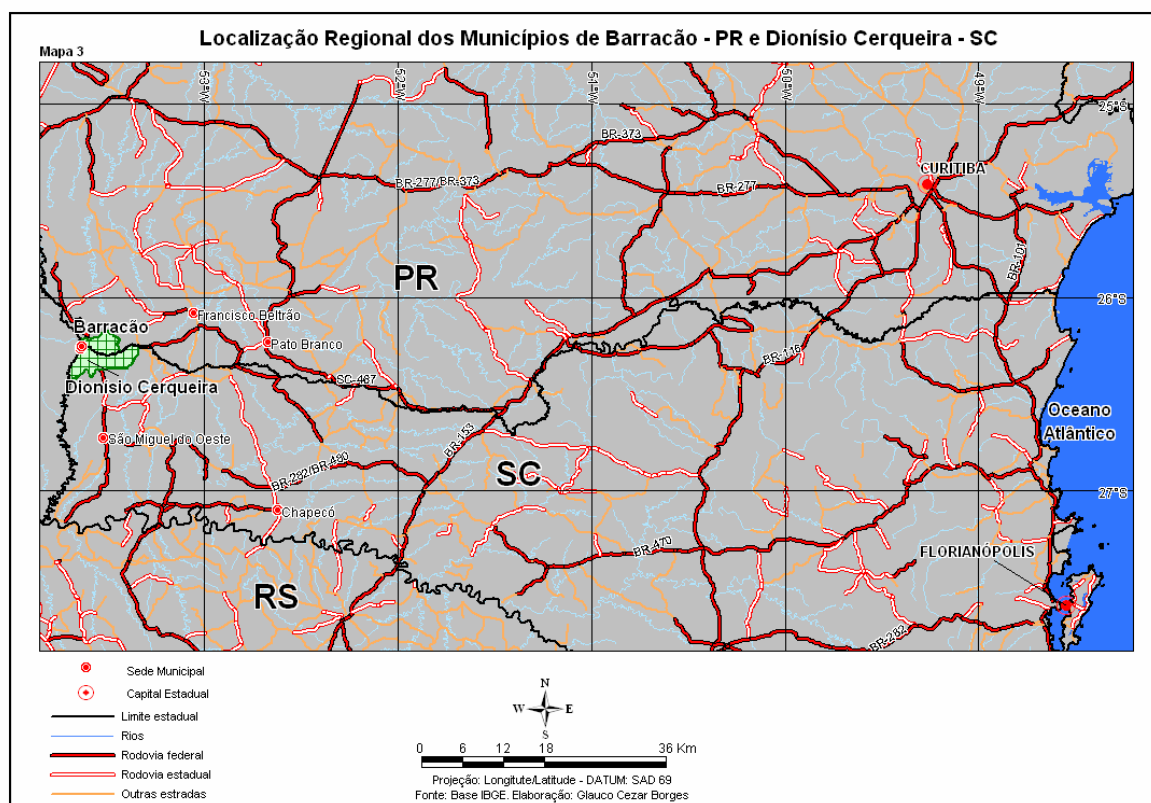 Localização Regional dos Municípios de Barracão - PR e Dionísio Cerqueira - SC
Mapa 3
53°W
52°W
51°W
50°W
49°W
25°S
BR-373
BR-277/BR-373
BR-277
CURITIBA
BR-101
PR
26°S
Francisco Beltrão
Barracão
Pato Branco
BR-116
SC-467
Dionísio Cerqueira
Oceano
Atlântico
São Miguel do Oeste
BR-153
SC
BR-282/BR-480
27°S
Chapecó
BR-470
FLORIANÓPOLIS
RS
BR-282
Sede Municipal
Capital Estadual
Limite estadual
Rios
Rodovia federal
Rodovia estadual
Outras estradas
N
W E
S
0 6 12 18 36 Km
Projeção: Longitute/Latitude - DATUM: SAD 69
Fonte: Base IBGE. Elaboração: Glauco Cezar Borges